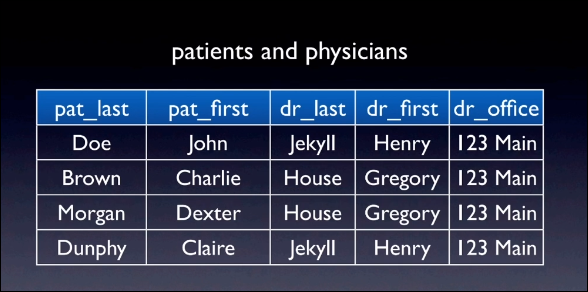 patients and physicians
pat_last pat_first dr_last dr_first dr_office
Doe John Jekyll Henry 123 Main
Brown Charlie House Gregory 123 Main
Morgan Dexter House Gregory 123 Main
Dunphy Claire Jekyll Henry 123 Main